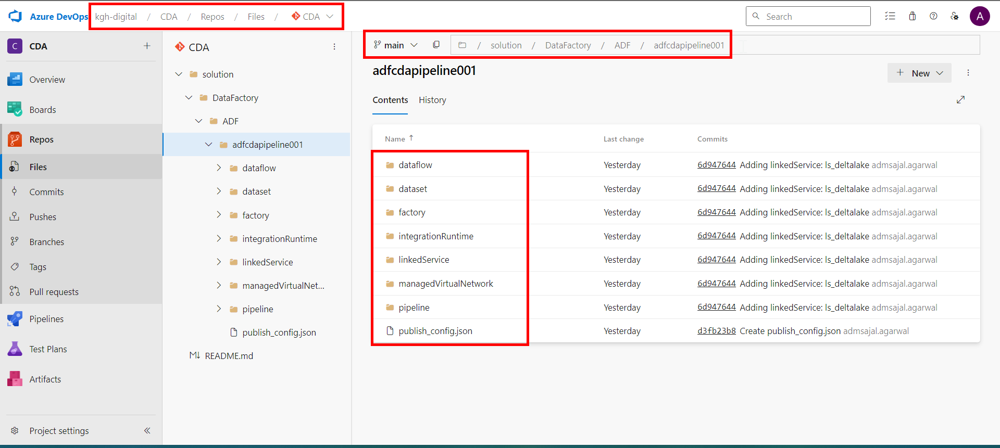 Azure DevOps kgh-digital / CDA / Repos / Files / CDA
Search
A
C CDA
Overview
Boards
Repos
Files
Commits
Pushes
Branches
Tags
Pull requests
Pipelines
Test Plans
Artifacts
Project settings
CDA
solution
DataFactory
ADF
adfcdapipeline001
dataflow
dataset
factory
integrationRuntime
linkedService
managedVirtualNet...
pipeline
publish_config.json
README.md
main / solution / DataFactory / ADF / adfcdapipeline001
adfcdapipeline001
New
Contents History
Name Last change Commits
dataflow Yesterday 6d947644 Adding linkedService: ls_deltalake admsajal.agarwal
dataset Yesterday 6d947644 Adding linkedService: ls_deltalake admsajal.agarwal
factory Yesterday 6d947644 Adding linkedService: ls_deltalake admsajal.agarwal
integrationRuntime Yesterday 6d947644 Adding linkedService: ls_deltalake admsajal.agarwal
linkedService Yesterday 6d947644 Adding linkedService: ls_deltalake admsajal.agarwal
managedVirtualNetwork Yesterday 6d947644 Adding linkedService: ls_deltalake admsajal.agarwal
pipeline Yesterday 6d947644 Adding linkedService: ls_deltalake admsajal.agarwal
publish_config.json Yesterday d3fb23b8 Create publish_config.json admsajal.agarwal